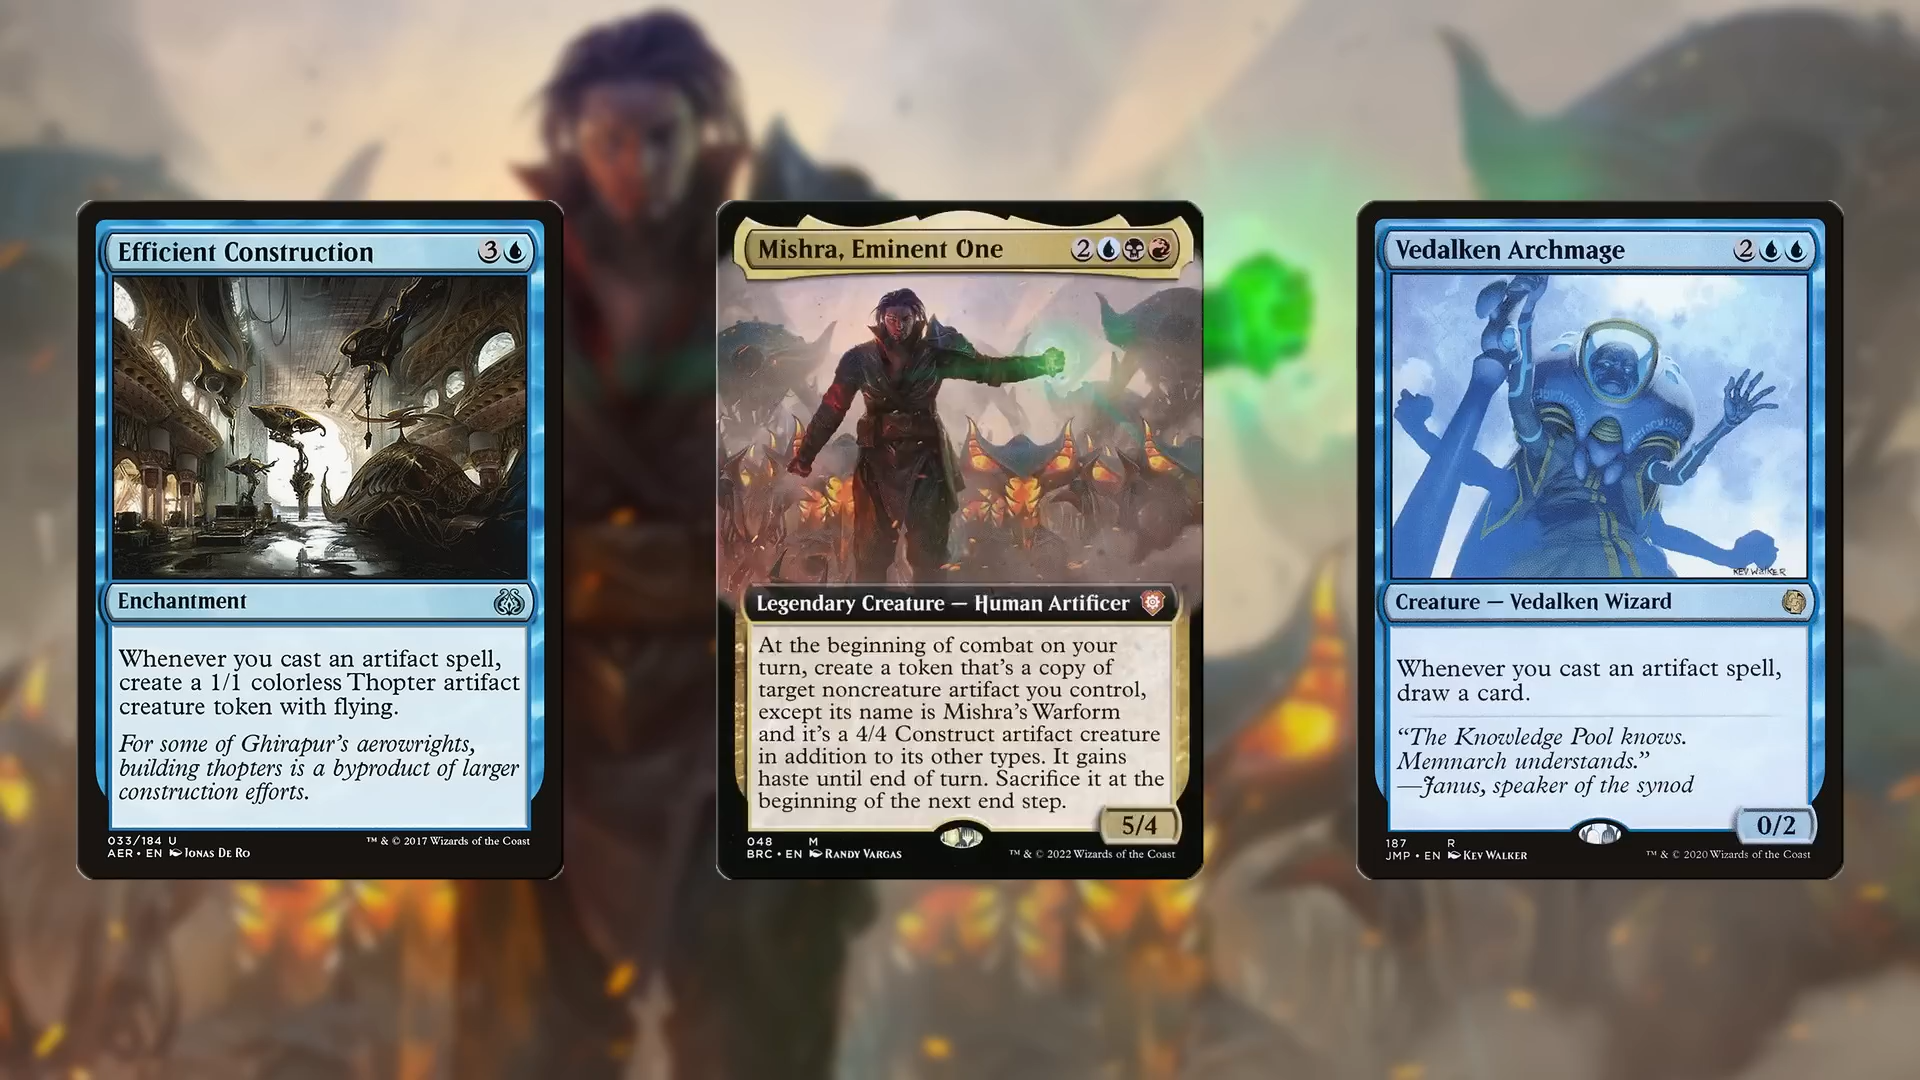 Efficient Construction 3
Enchantment
Whenever you cast an artifact spell,
create a 1/1 colorless Thopter artifact
creature token with flying.
For some of Ghirapur's aerowrights,
building thopters is a byproduct of larger
construction efforts.
033/184 U
AER • EN JONAS DE RO
™ & © 2017 Wizards of the Coast
Mishra, Eminent One 2
Legendary Creature — Human Artificer
At the beginning of combat on your
turn, create a token that's a copy of
target noncreature artifact you control,
except its name is Mishra's Warform
and it's a 4/4 Construct artifact creature
in addition to its other types. It gains
haste until end of turn. Sacrifice it at the
beginning of the next end step.
5/4
048 M
BRC • EN RANDY VARGAS
™ & © 2022 Wizards of the Coast
Vedalken Archmage 2
KEV WALKER
Creature — Vedalken Wizard
Whenever you cast an artifact spell,
draw a card.
“The Knowledge Pool knows.
Memnarch understands.”
—Janus, speaker of the synod
0/2
187 R
JMP • EN KEV WALKER
™ & © 2020 Wizards of the Coast